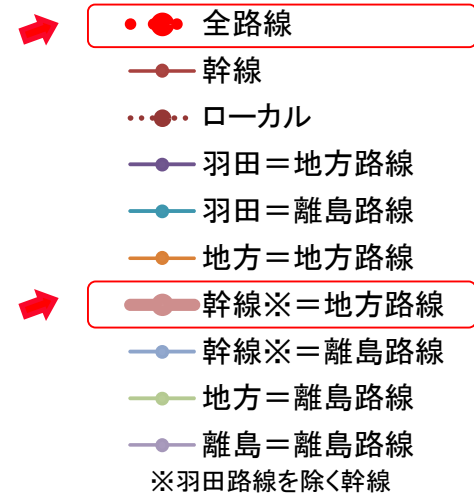 全路線
幹線
ローカル
羽田＝地方路線
羽田＝離島路線
地方＝地方路線
幹線※＝地方路線
幹線※＝離島路線
地方＝離島路線
離島＝離島路線
※羽田路線を除く幹線